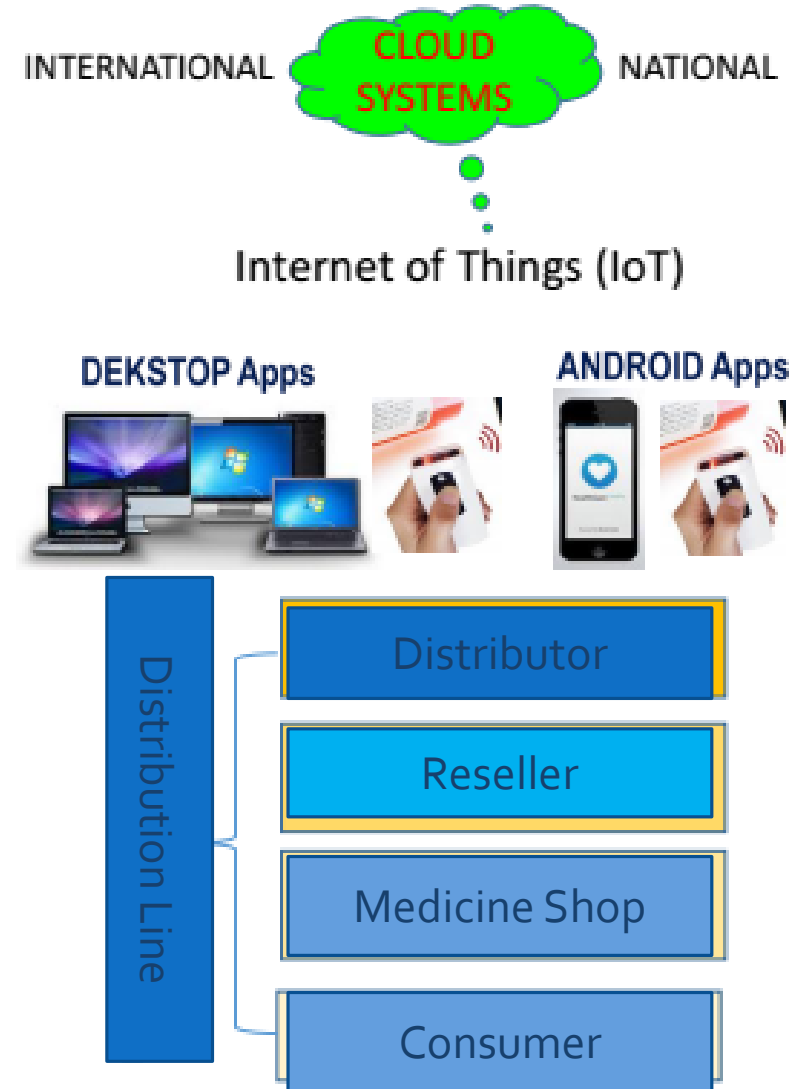 INTERNATIONAL
CLOUD
SYSTEMS
NATIONAL
Internet of Things (IoT)
DEKSTOP Apps
ANDROID Apps
Distribution Line
Distributor
Reseller
Medicine Shop
Consumer